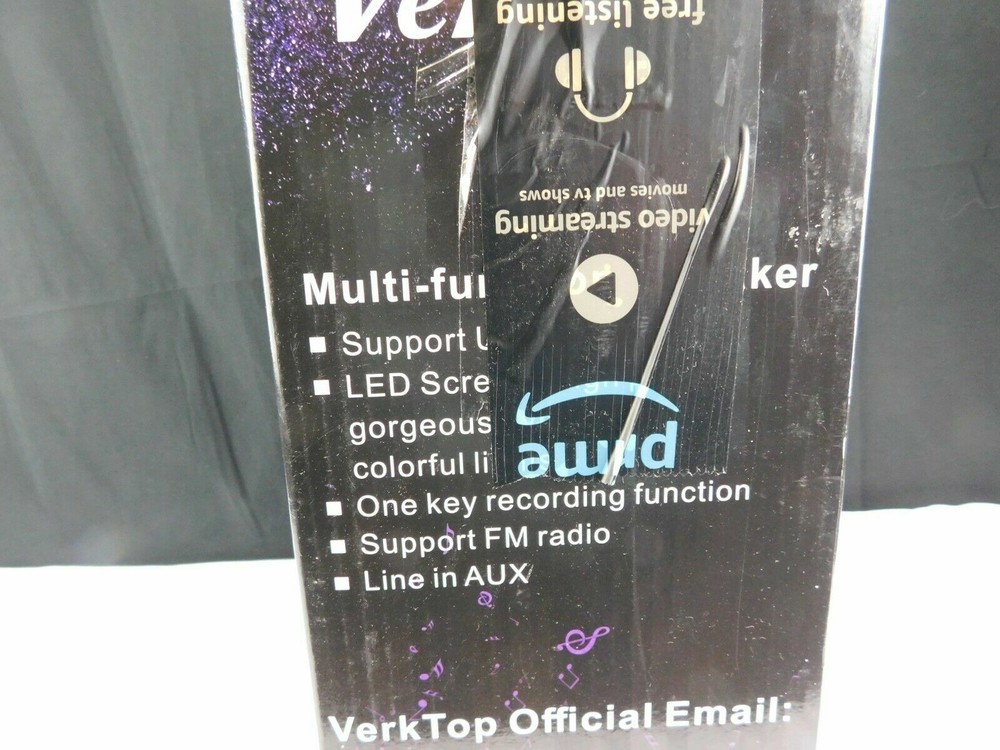 free listening
movies and tv shows
video streaming
Multi-fu
ker
Support
LED Scre
gorgeous
colorful li
prime
One key recording function
Support FM radio
Line in AUX
VerkTop Official Email: